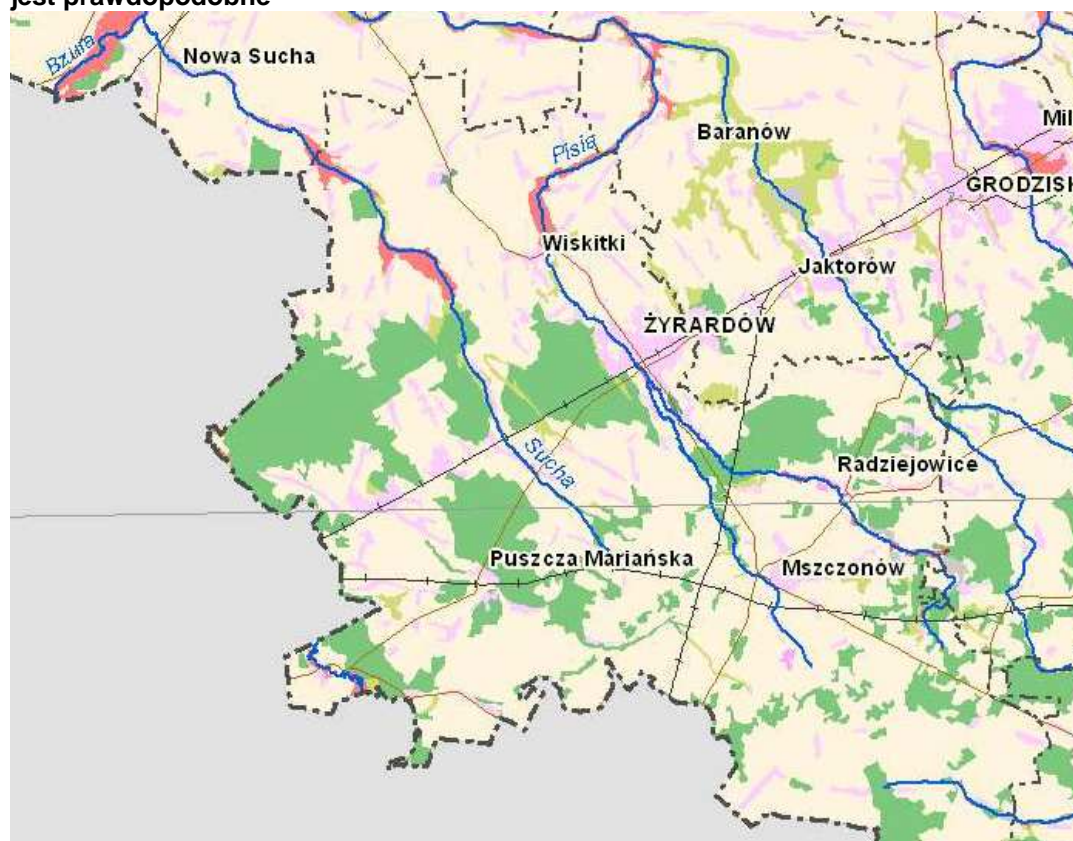 jest prawdopodobne
Bzura
Nowa Sucha
Baranów
Mil
Pisia
GRODZISK
Wiskitki
Jaktorów
ŻYRARDÓW
Sucha
Radziejowice
Puszcza Mariańska
Mszczonów